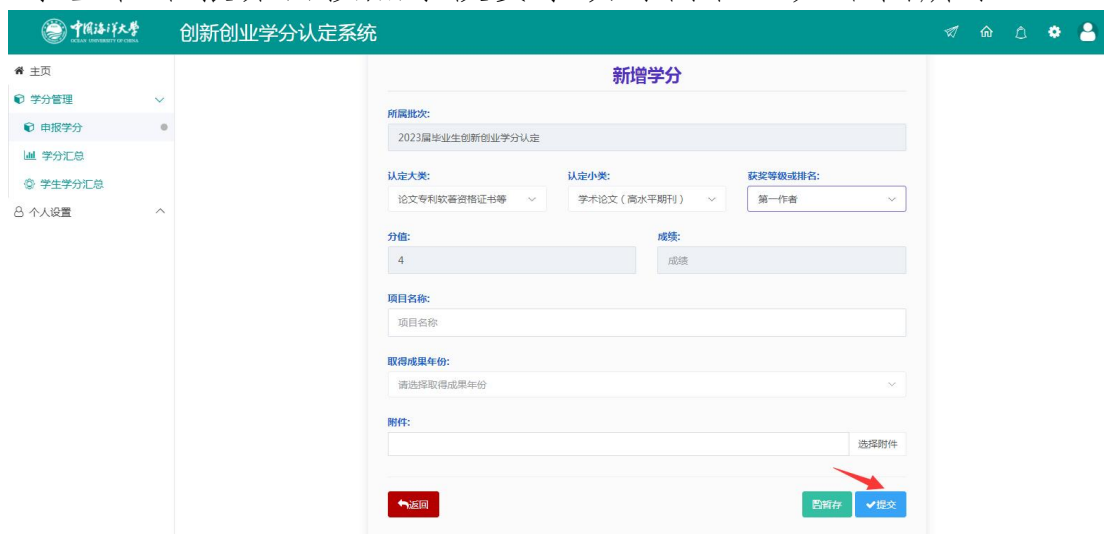 中国海洋大学
OCEAN UNIVERSITY OF CHINA
创新创业学分认定系统
主页
学分管理
申报学分
学分汇总
学生学分汇总
个人设置
新增学分
所属批次:
2023届毕业生创新创业学分认定
认定大类: 认定小类: 获奖等级或排名:
论文专利软著资格证书等 学术论文（高水平期刊） 第一作者
分值: 成绩:
4 成绩
项目名称:
项目名称
取得成果年份:
请选择取得成果年份
附件:
选择附件
返回 暂存 提交